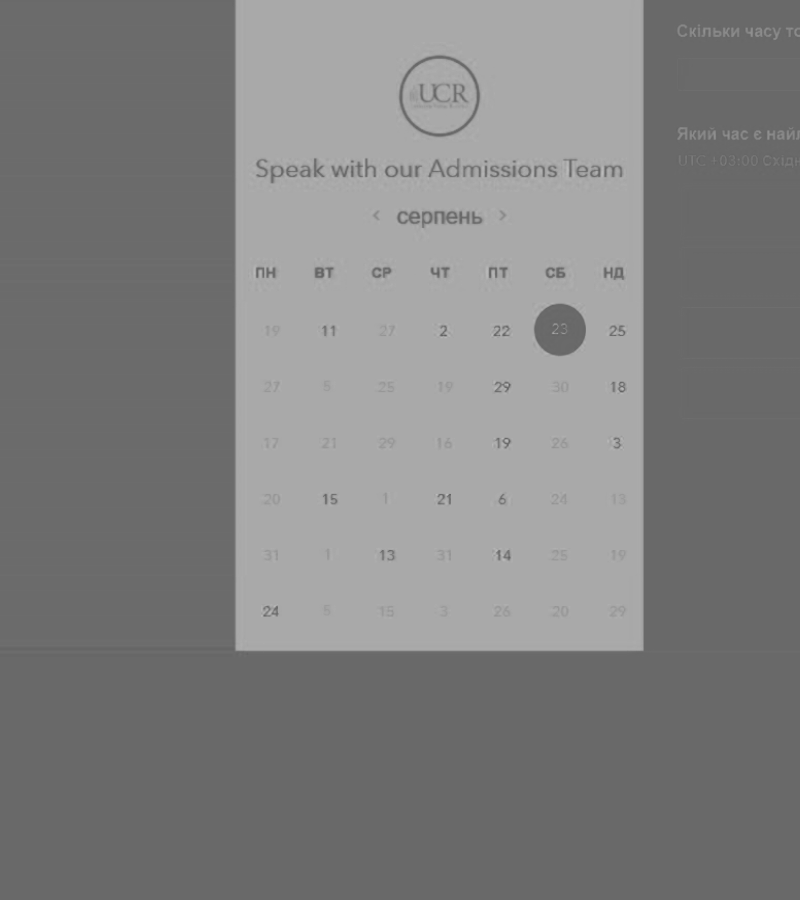 UCR
Speak with our Admissions Team
< серпень >
ПН ВТ СР ЧТ ПТ СБ НД
19 11 27 2 22 23 25
27 5 25 19 29 30 18
17 21 29 16 19 26 3
20 15 1 21 6 24 13
31 1 13 31 14 25 19
24 5 15 3 26 20 29
Скільки часу
Який час є
UTC +03:00